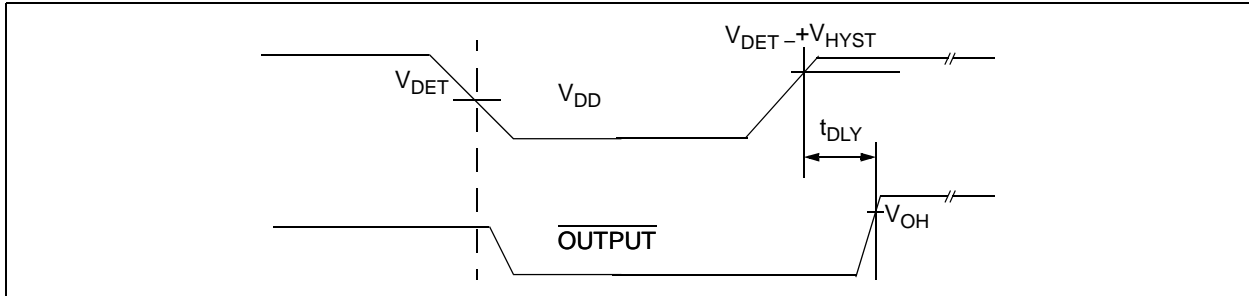 V_DET – +V_HYST
V_DET
V_DD
t_DLY
V_OH
OUTPUT